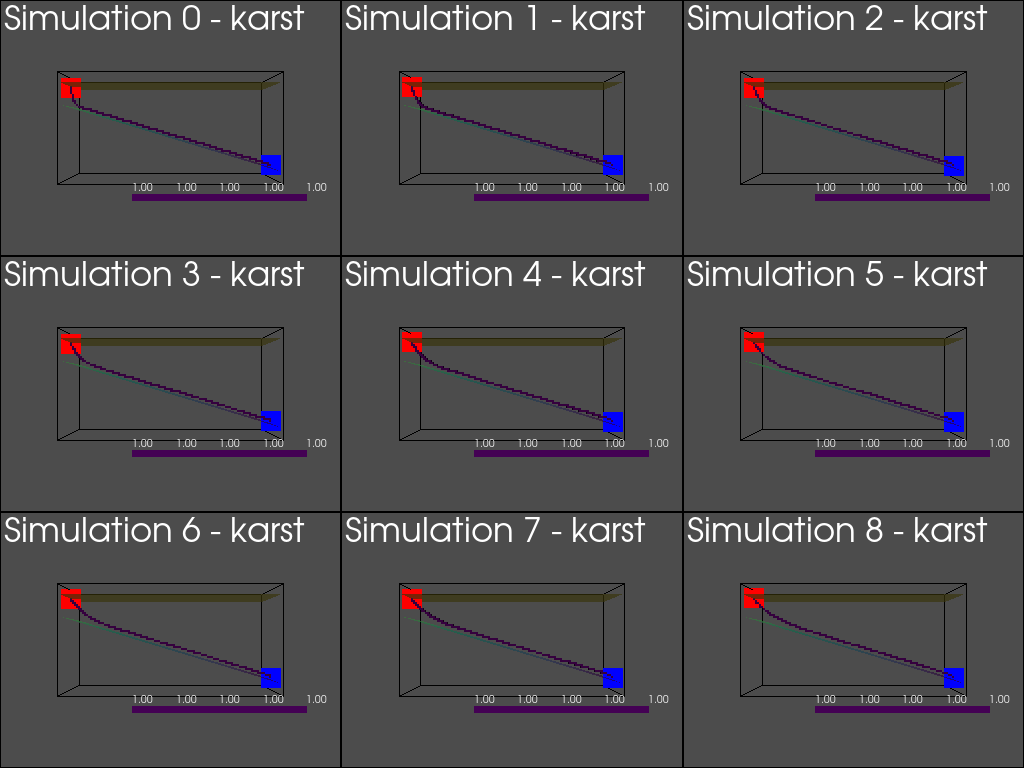 Simulation 0 - karst
1.00 1.00 1.00 1.00 1.00
Simulation 1 - karst
1.00 1.00 1.00 1.00 1.00
Simulation 2 - karst
1.00 1.00 1.00 1.00 1.00
Simulation 3 - karst
1.00 1.00 1.00 1.00 1.00
Simulation 4 - karst
1.00 1.00 1.00 1.00 1.00
Simulation 5 - karst
1.00 1.00 1.00 1.00 1.00
Simulation 6 - karst
1.00 1.00 1.00 1.00 1.00
Simulation 7 - karst
1.00 1.00 1.00 1.00 1.00
Simulation 8 - karst
1.00 1.00 1.00 1.00 1.00